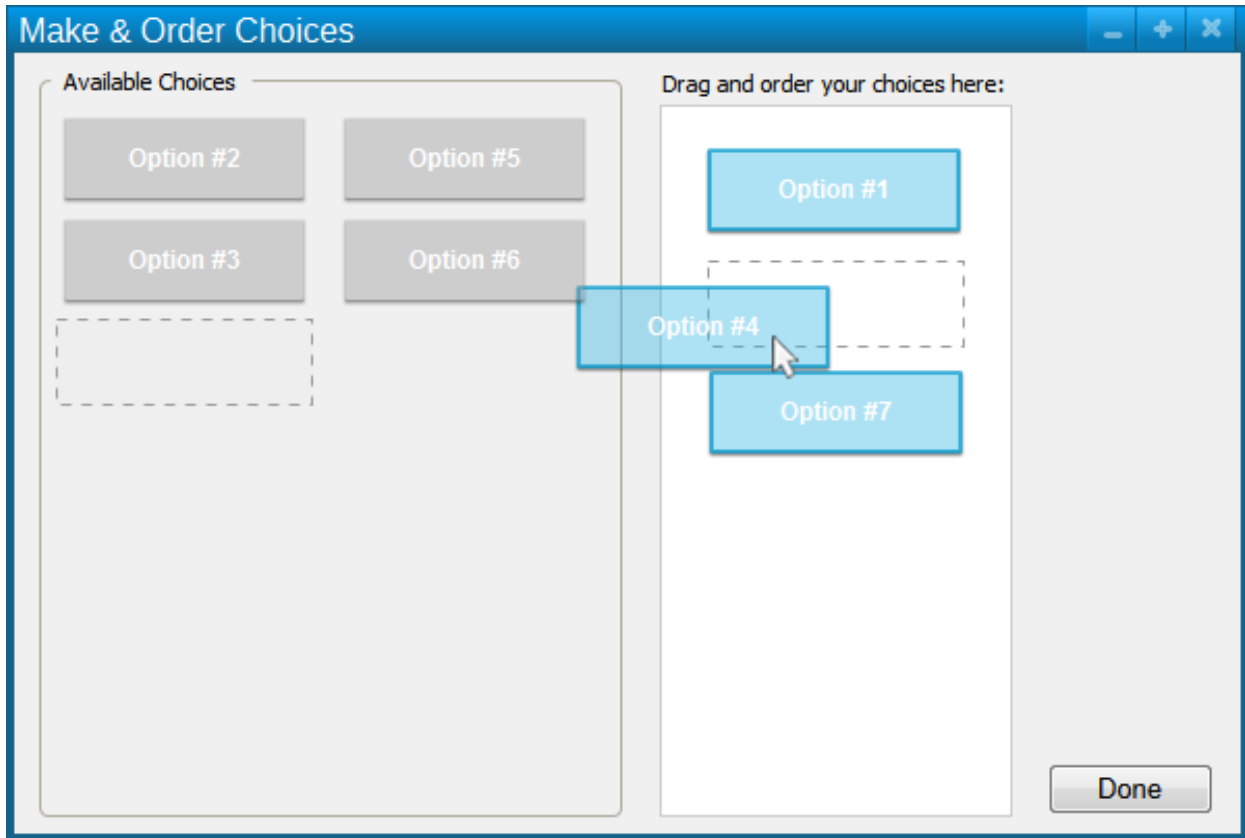 Make & Order Choices
Available Choices
Option #2
Option #5
Option #3
Option #6
Drag and order your choices here:
Option #1
Option #4
Option #7
Done